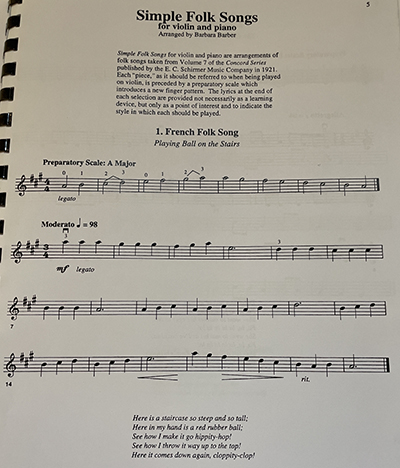 5
Simple Folk Songs
for violin and piano
Arranged by Barbara Barber
Simple Folk Songs for violin and piano are arrangements of
folk songs taken from Volume 7 of the Concord Series
published by the E. C. Schirmer Music Company in 1921.
Each "piece," as it should be referred to when being played
on violin, is preceded by a preparatory scale which
introduces a new finger pattern. The lyrics at the end of
each selection are provided not necessarily as a learning
device, but only as a point of interest and to indicate the
style in which each should be played.
1. French Folk Song
Playing Ball on the Stairs
Preparatory Scale: A Major
0 1 2 3 0 1 2 3
3 4
legato
Moderato ♩ = 98
3 3
3 4
mf legato
7
14
rit.
Here is a staircase so steep and so tall;
Here in my hand is a red rubber ball;
See how I make it go hippity-hop!
See how I throw it way up to the top!
Here it comes down again, cloppity-clop!